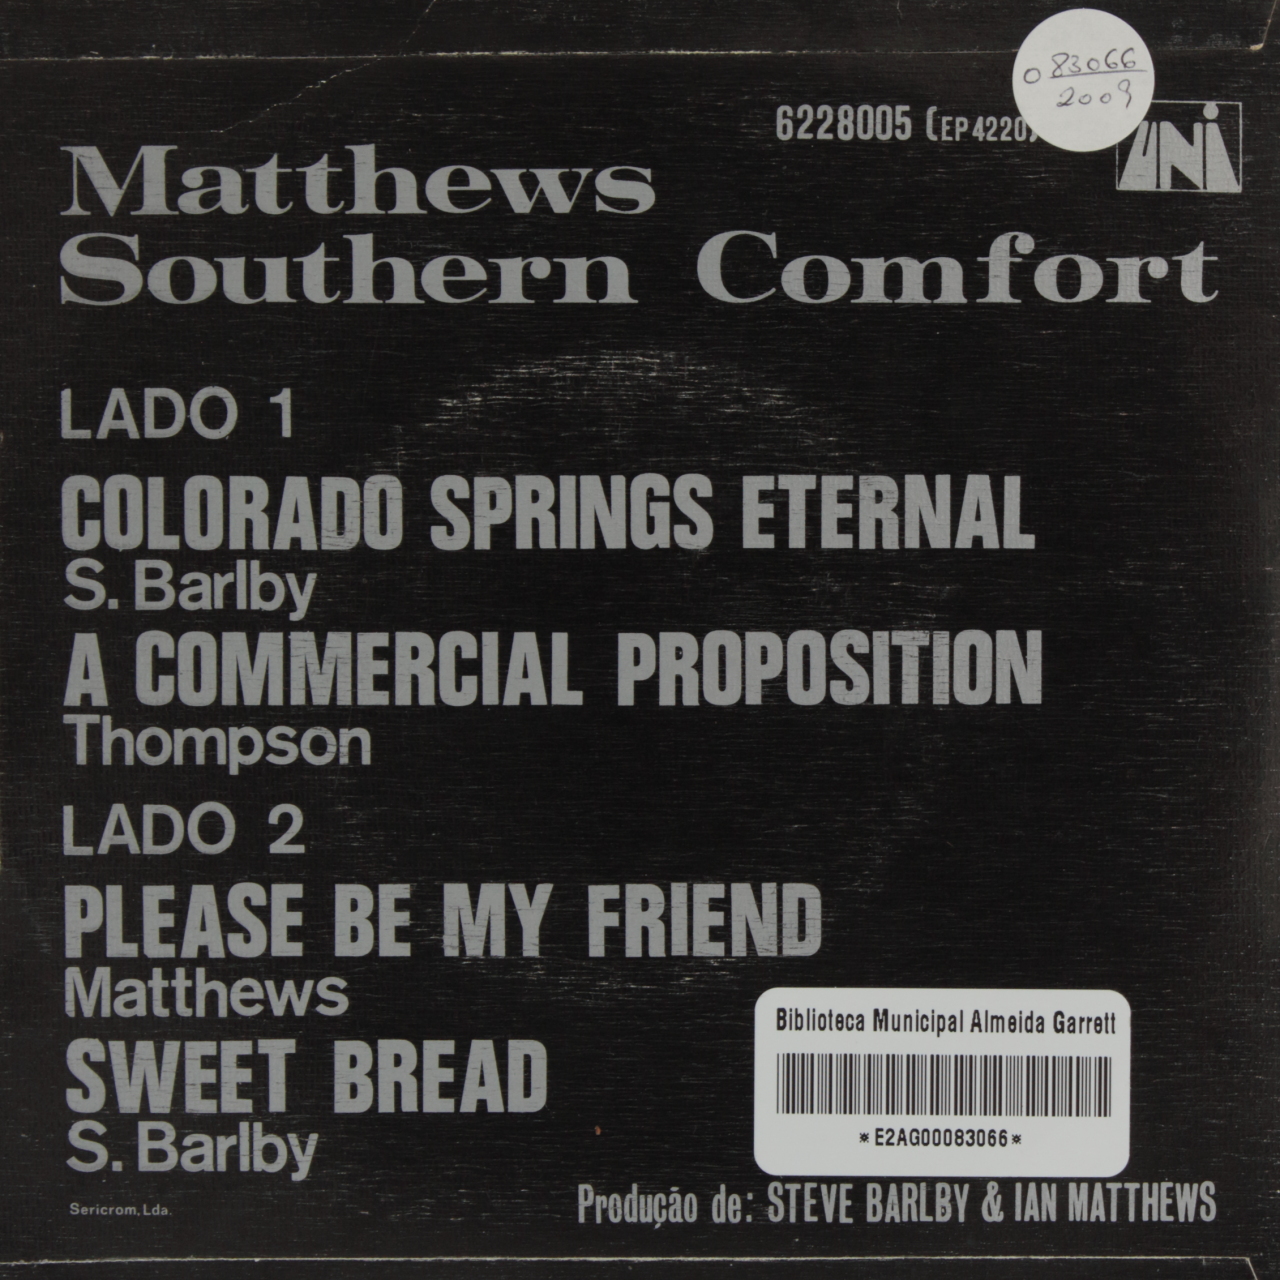 0 83066
2009
6228005 (EP 4220)
UNI
Matthews
Southern Comfort
LADO 1
COLORADO SPRINGS ETERNAL
S. Barlby
A COMMERCIAL PROPOSITION
Thompson
LADO 2
PLEASE BE MY FRIEND
Matthews
SWEET BREAD
S. Barlby
Biblioteca Municipal Almeida Garrett
*E2AG00083066*
Sericrom, Lda.
Produção de: STEVE BARLBY & IAN MATTHEWS